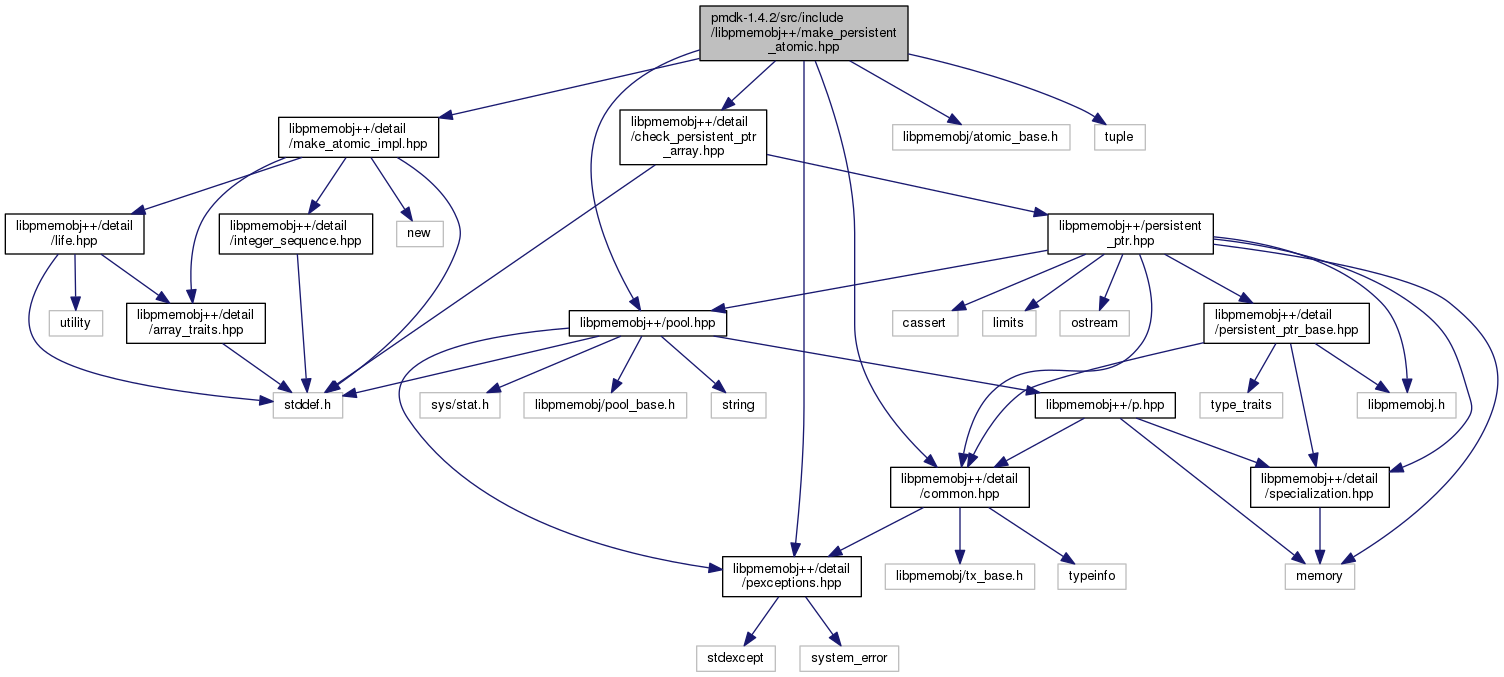 pmdk-1.4.2/src/include
/libpmemobj++/make_persistent
_atomic.hpp
libpmemobj++/detail
/make_atomic_impl.hpp
libpmemobj++/detail
/check_persistent_ptr
_array.hpp
libpmemobj/atomic_base.h
tuple
libpmemobj++/detail
/life.hpp
libpmemobj++/detail
/integer_sequence.hpp
new
libpmemobj++/persistent
_ptr.hpp
utility
libpmemobj++/detail
/array_traits.hpp
libpmemobj++/pool.hpp
cassert
limits
ostream
libpmemobj++/detail
/persistent_ptr_base.hpp
stddef.h
sys/stat.h
libpmemobj/pool_base.h
string
libpmemobj++/p.hpp
type_traits
libpmemobj.h
libpmemobj++/detail
/common.hpp
libpmemobj++/detail
/specialization.hpp
libpmemobj++/detail
/pexceptions.hpp
libpmemobj/tx_base.h
typeinfo
memory
stdexcept
system_error